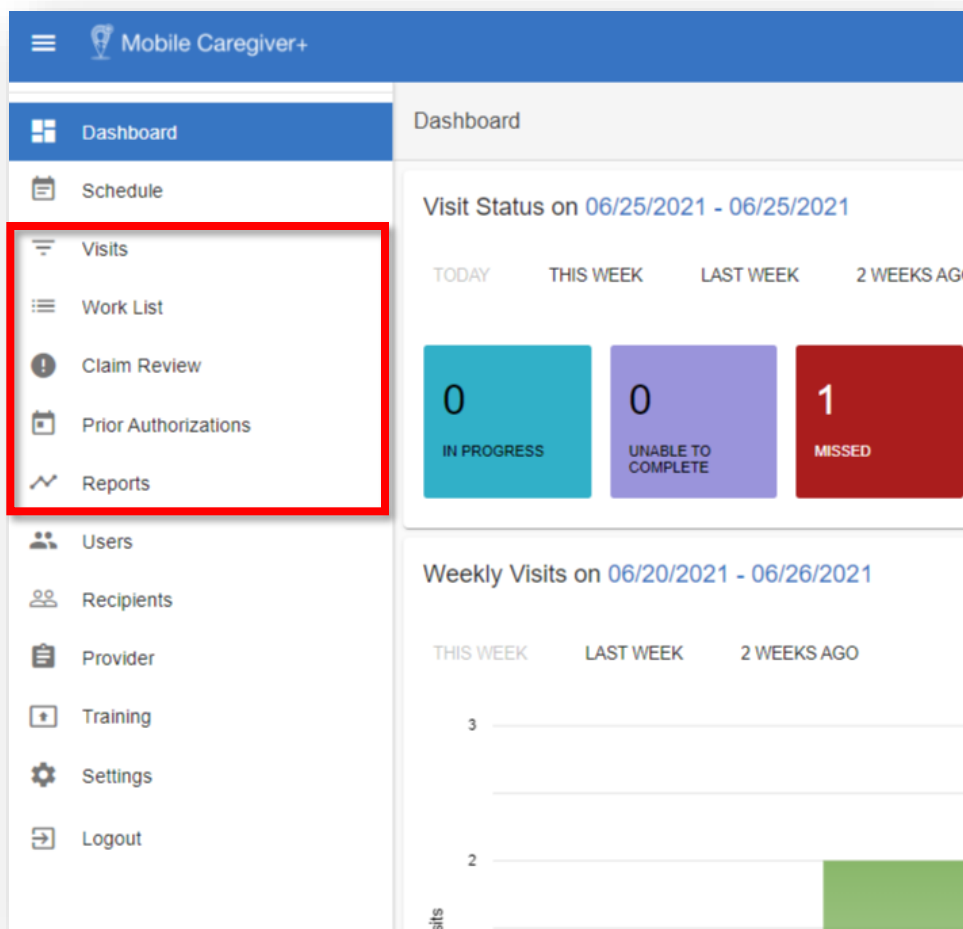 Mobile Caregiver+
Dashboard
Schedule
Visits
Work List
Claim Review
Prior Authorizations
Reports
Users
Recipients
Provider
Training
Settings
Logout
Dashboard
Visit Status on 06/25/2021 - 06/25/2021
TODAY THIS WEEK LAST WEEK 2 WEEKS AGO
0
IN PROGRESS
0
UNABLE TO
COMPLETE
1
MISSED
Weekly Visits on 06/20/2021 - 06/26/2021
THIS WEEK LAST WEEK 2 WEEKS AGO
3
2